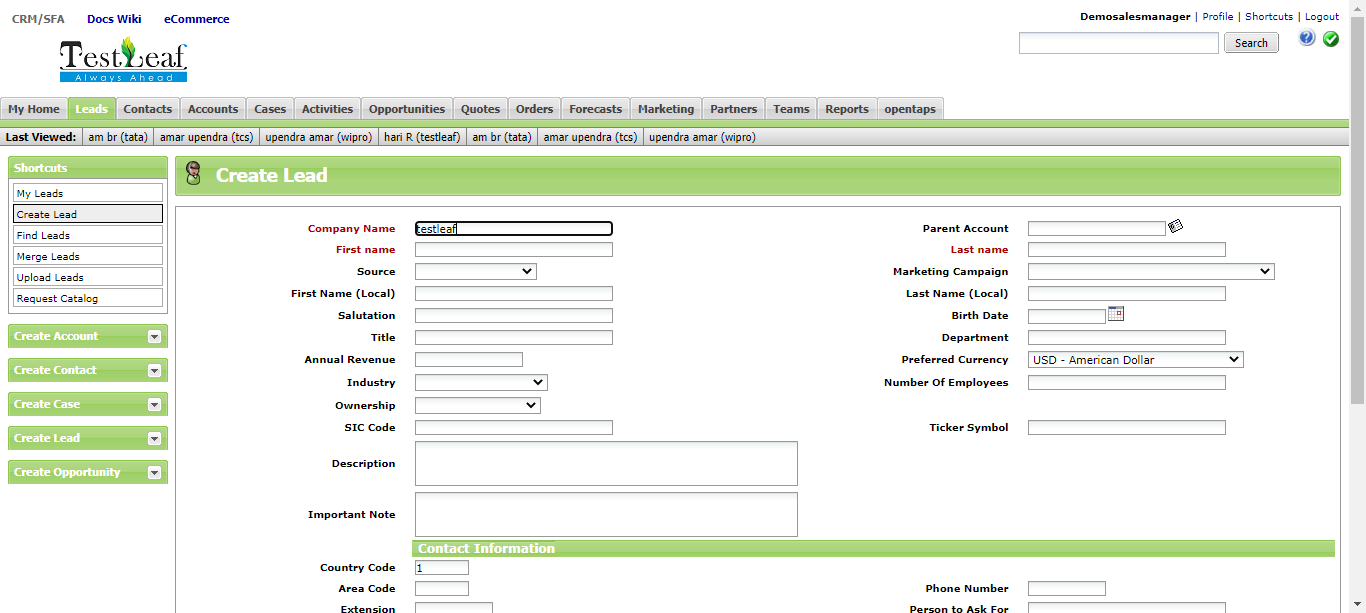 CRM/SFA Docs Wiki eCommerce
Demosalesmanager | Profile | Shortcuts | Logout
TestLeaf
Always Ahead
Search
My Home Leads Contacts Accounts Cases Activities Opportunities Quotes Orders Forecasts Marketing Partners Teams Reports opentaps
Last Viewed: am br (tata) amar upendra (tcs) upendra amar (wipro) hari R (testleaf) am br (tata) amar upendra (tcs) upendra amar (wipro)
Shortcuts
My Leads
Create Lead
Find Leads
Merge Leads
Upload Leads
Request Catalog
Create Account
Create Contact
Create Case
Create Lead
Create Opportunity
Create Lead
Company Name testleaf Parent Account
First name Last name
Source Marketing Campaign
First Name (Local) Last Name (Local)
Salutation Birth Date
Title Department
Annual Revenue Preferred Currency USD - American Dollar
Industry Number Of Employees
Ownership
SIC Code Ticker Symbol
Description
Important Note
Contact Information
Country Code 1
Area Code Phone Number
Extension Person to Ask For